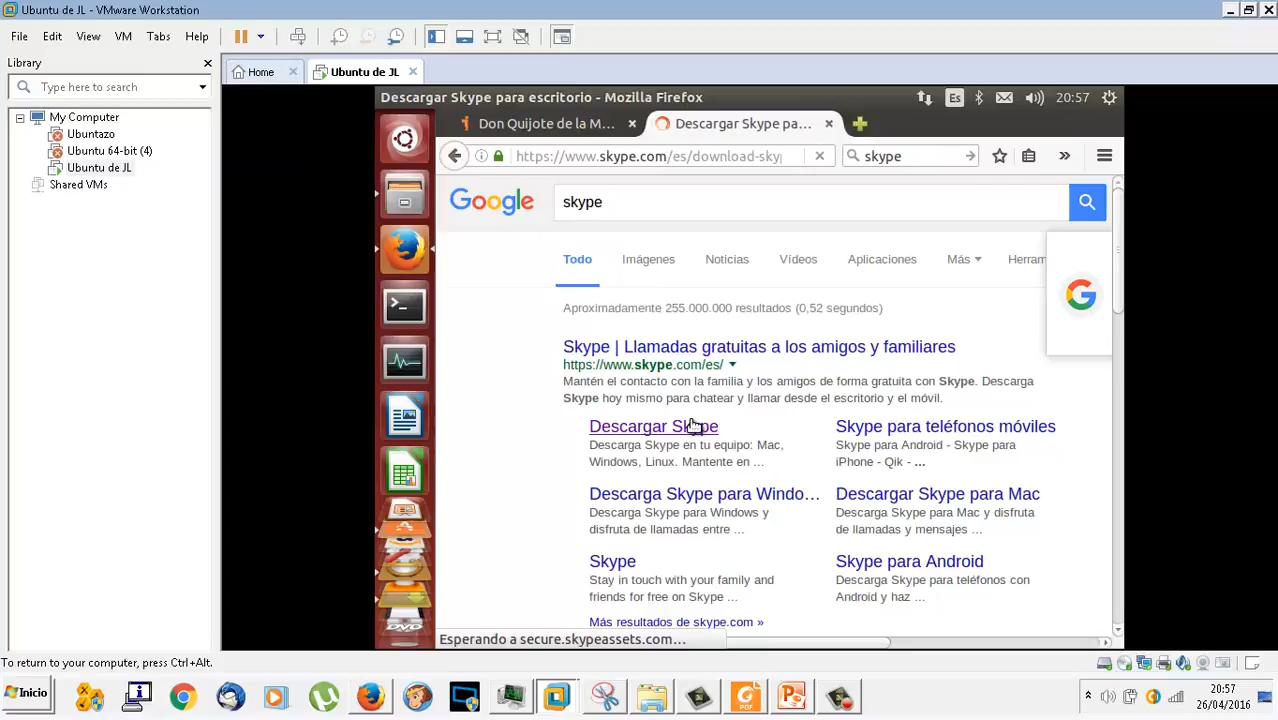 Ubuntu de JL - VMware Workstation
File Edit View VM Tabs Help
Library
Type here to search
My Computer
Ubuntazo
Ubuntu 64-bit (4)
Ubuntu de JL
Shared VMs
Home
Ubuntu de JL
Descargar Skype para escritorio - Mozilla Firefox
Es
20:57
Don Quijote de la M...
Descargar Skype pa...
https://www.skype.com/es/download-sky
skype
Google
skype
Todo Imágenes Noticias Vídeos Aplicaciones Más Herram
Aproximadamente 255.000.000 resultados (0,52 segundos)
Skype | Llamadas gratuitas a los amigos y familiares
https://www.skype.com/es/
Mantén el contacto con la familia y los amigos de forma gratuita con Skype. Descarga
Skype hoy mismo para chatear y llamar desde el escritorio y el móvil.
Descargar Skype
Descarga Skype en tu equipo: Mac,
Windows, Linux. Mantente en ...
Skype para teléfonos móviles
Skype para Android - Skype para
iPhone - Qik - ...
Descarga Skype para Windo...
Descarga Skype para Windows y
disfruta de llamadas entre ...
Descargar Skype para Mac
Descarga Skype para Mac y disfruta
de llamadas y mensajes ...
Skype
Stay in touch with your family and
friends for free on Skype ...
Skype para Android
Descarga Skype para teléfonos con
Android y haz ...
Más resultados de skype.com »
Esperando a secure.skypeassets.com...
To return to your computer, press Ctrl+Alt.
Inicio
PDF
20:57
26/04/2016